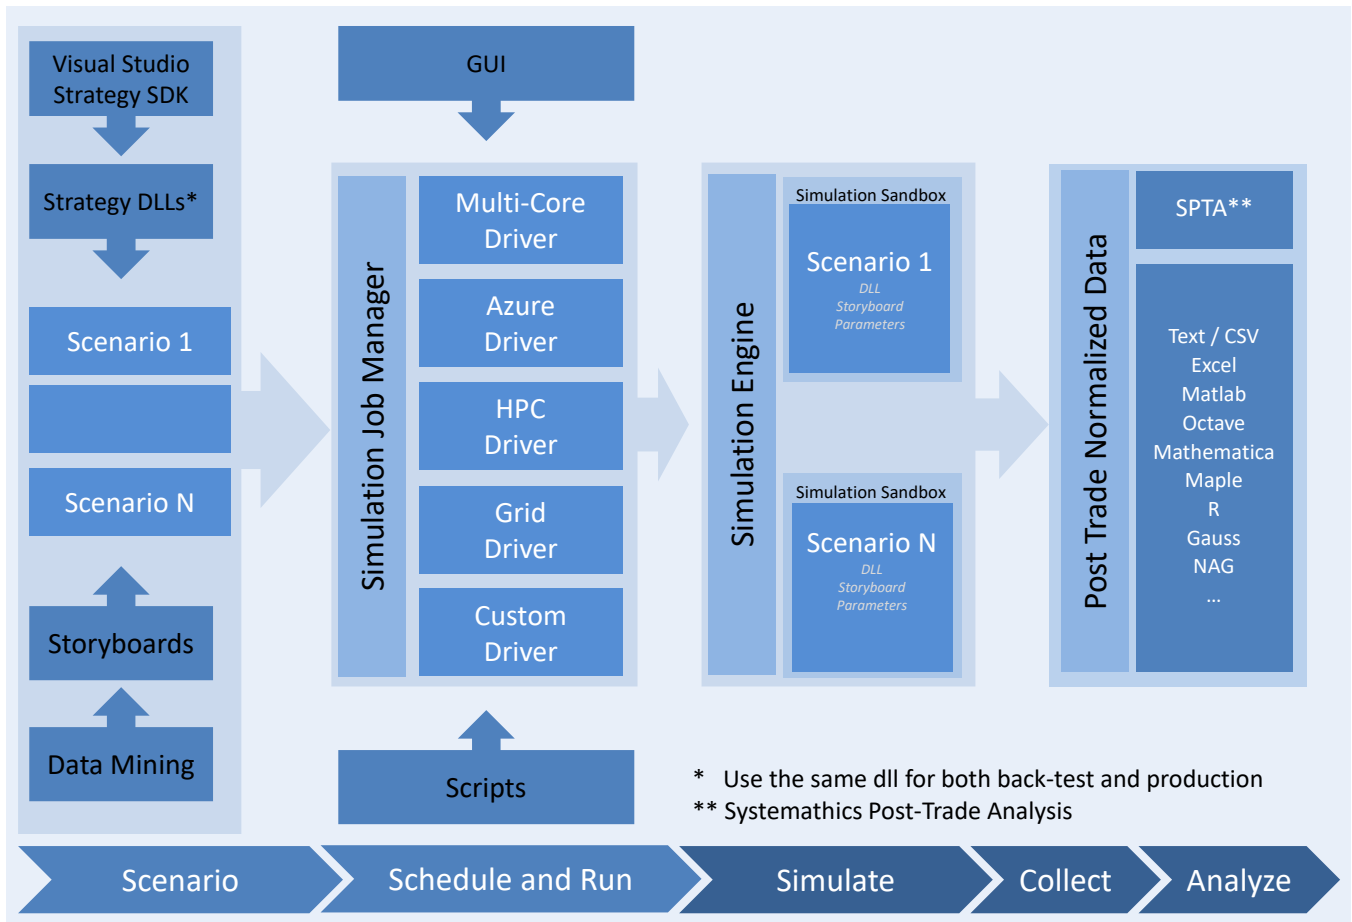 Visual Studio
Strategy SDK
Strategy DLLs*
Scenario 1
Scenario N
Storyboards
Data Mining
GUI
Simulation Job Manager
Multi-Core
Driver
Azure
Driver
HPC
Driver
Grid
Driver
Custom
Driver
Scripts
Simulation Engine
Simulation Sandbox
Scenario 1
DLL
Storyboard
Parameters
Simulation Sandbox
Scenario N
DLL
Storyboard
Parameters
Post Trade Normalized Data
SPTA**
Text / CSV
Excel
Matlab
Octave
Mathematica
Maple
R
Gauss
NAG
...
* Use the same dll for both back-test and production
** Systemathics Post-Trade Analysis
Scenario
Schedule and Run
Simulate
Collect
Analyze